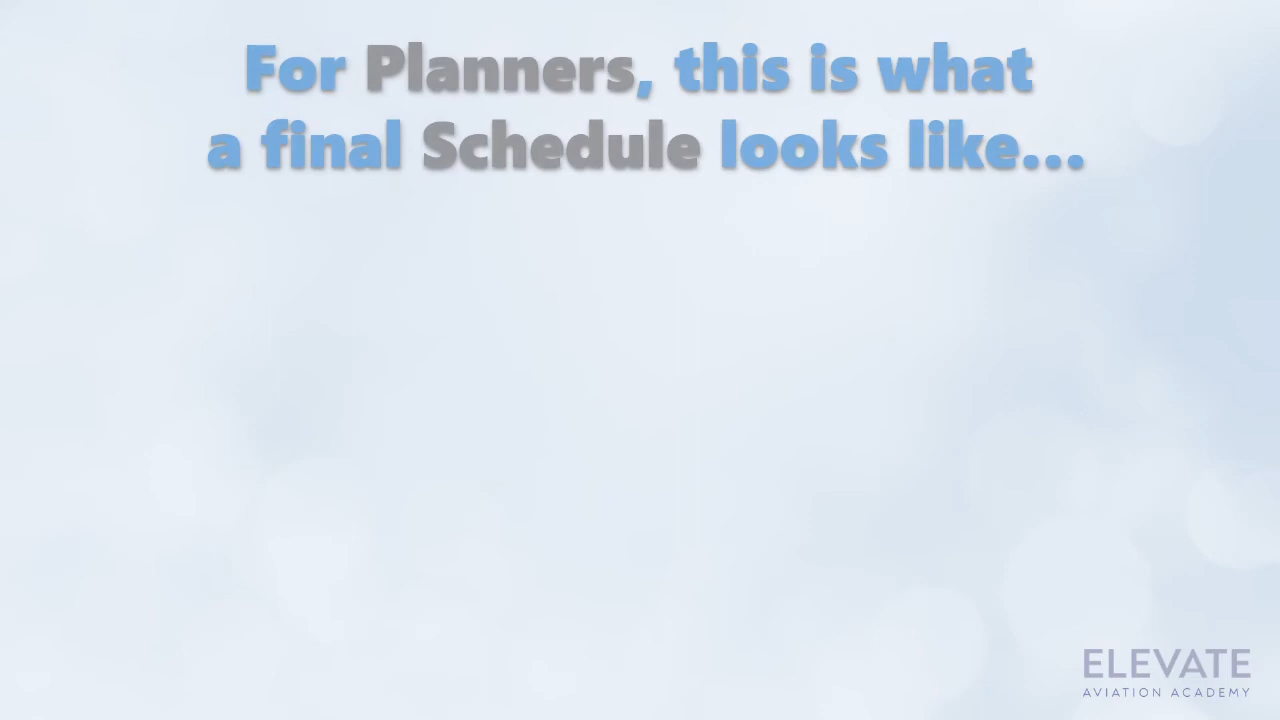 For Planners, this is what
a final Schedule looks like...
ELEVATE
AVIATION ACADEMY